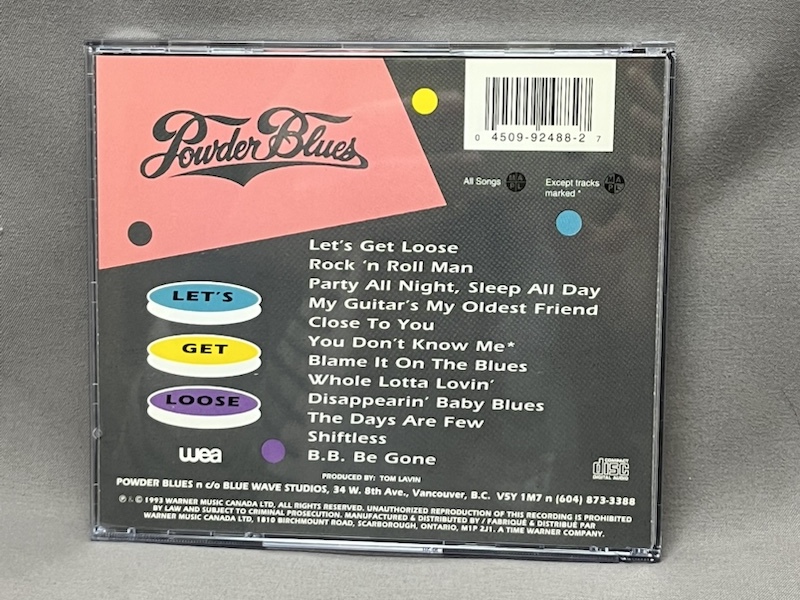 Powder Blues
0 4509-92488-2 7
All Songs MAPL
Except tracks MAPL
marked *
Let's Get Loose
Rock 'n Roll Man
Party All Night, Sleep All Day
My Guitar's My Oldest Friend
Close To You
You Don't Know Me*
Blame It On The Blues
Whole Lotta Lovin'
Disappearin' Baby Blues
The Days Are Few
Shiftless
B.B. Be Gone
LET'S
GET
LOOSE
wea
COMPACT
disc
DIGITAL AUDIO
PRODUCED BY: TOM LAVIN
POWDER BLUES n c/o BLUE WAVE STUDIOS, 34 W. 8th Ave., Vancouver, B.C. V5Y 1M7 n (604) 873-3388
℗ & © 1993 WARNER MUSIC CANADA LTD, ALL RIGHTS RESERVED. UNAUTHORIZED REPRODUCTION OF THIS RECORDING IS PROHIBITED
BY LAW AND SUBJECT TO CRIMINAL PROSECUTION. MANUFACTURED & DISTRIBUTED BY / FABRIQUÉ & DISTRIBUÉ PAR
WARNER MUSIC CANADA LTD, 1810 BIRCHMOUNT ROAD, SCARBOROUGH, ONTARIO, M1P 2J1. A TIME WARNER COMPANY.